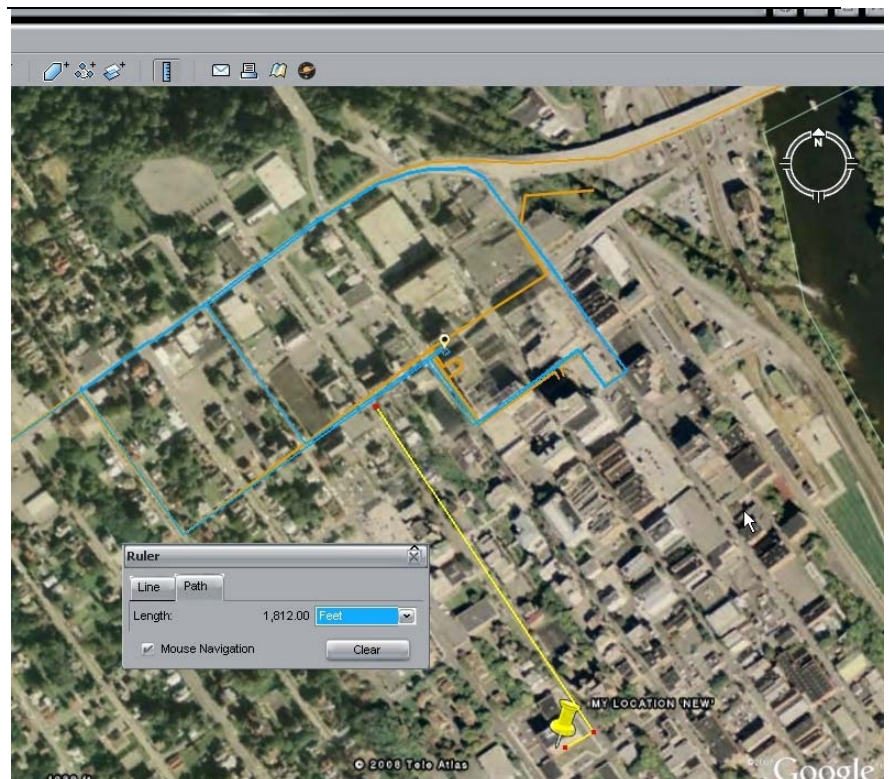 N
Ruler
Line Path
Length: 1,812.00 Feet
Mouse Navigation Clear
MY LOCATION 'NEW'
© 2008 Tele Atlas
Google